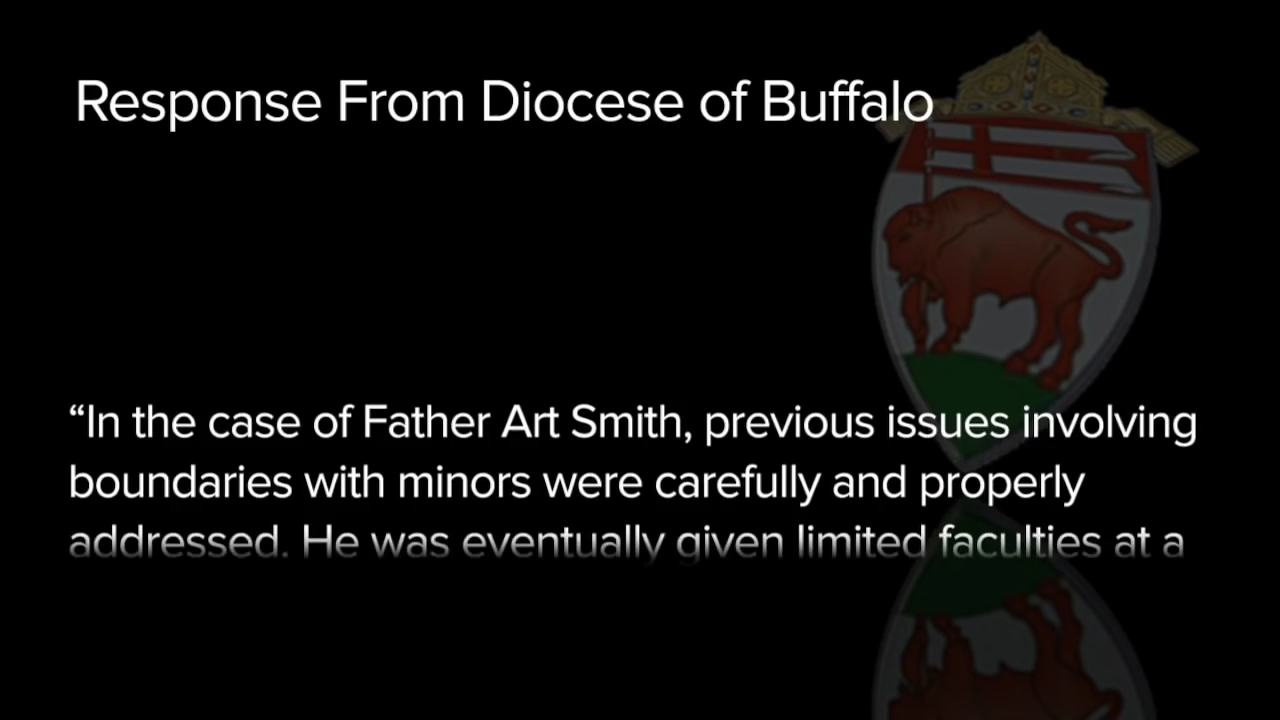 Response From Diocese of Buffalo
“In the case of Father Art Smith, previous issues involving
boundaries with minors were carefully and properly
addressed. He was eventually given limited faculties at a